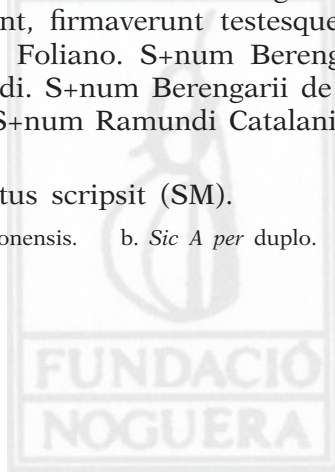 nt, firmaverunt testesque
Foliano. S+num Bereng
di. S+num Berengarii de
S+num Ramundi Catalani
tus scripsit (SM).
onensis. b. Sic A per duplo.
FUNDACIÓ
NOGUERA